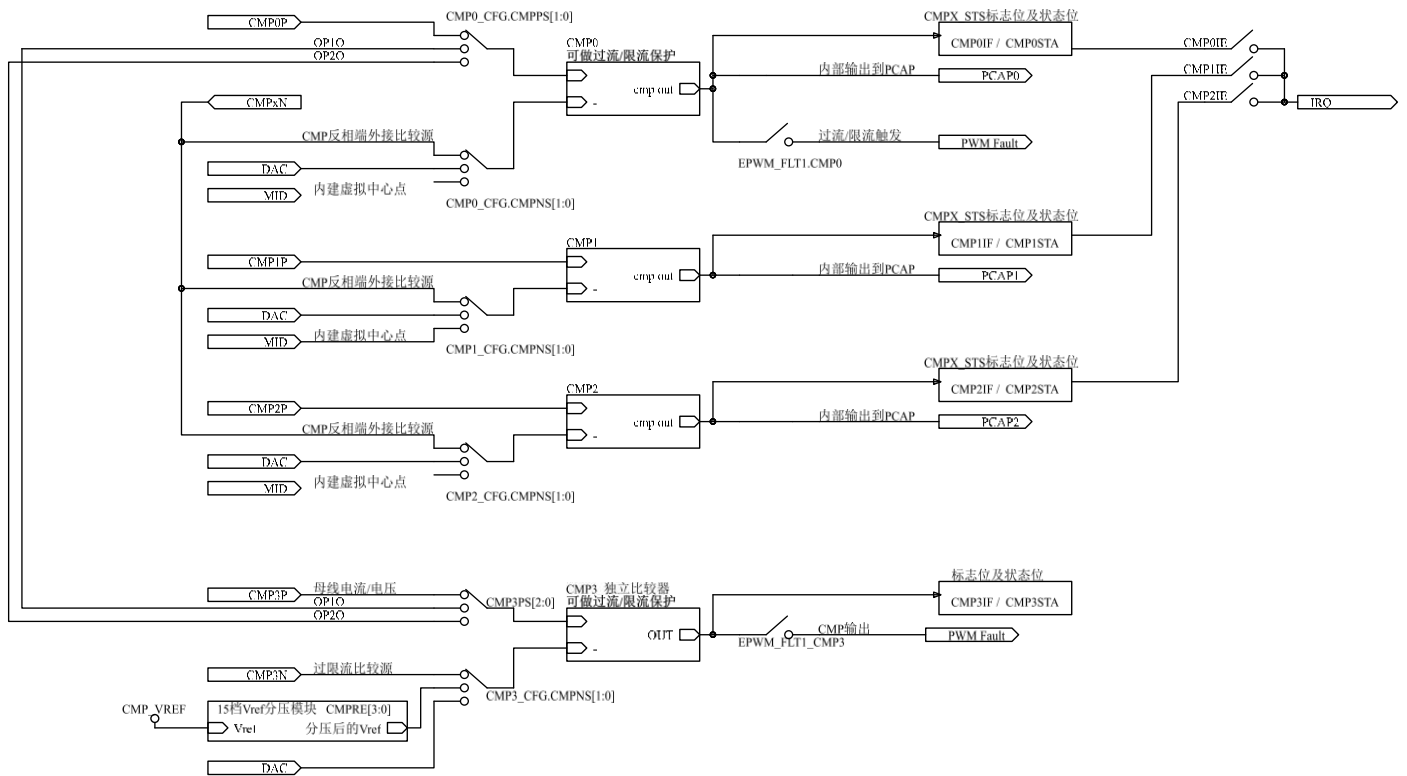 CMP0P
CMP0_CFG.CMPPS[1:0]
OP1O
OP2O
CMP0
可做过流/限流保护
cmp out
-
CMPX_STS标志位及状态位
CMP0IF / CMP0STA
内部输出到PCAP
PCAP0
过流/限流触发
PWM Fault
EPWM_FLT1.CMP0
CMP0IE
CMP1IE
CMP2IE
IRQ
CMPxN
CMP反相端外接比较源
DAC
MID
内建虚拟中心点
CMP0_CFG.CMPNS[1:0]
CMP1P
CMP1
cmp out
-
CMPX_STS标志位及状态位
CMP1IF / CMP1STA
内部输出到PCAP
PCAP1
CMP反相端外接比较源
DAC
MID
内建虚拟中心点
CMP1_CFG.CMPNS[1:0]
CMP2P
CMP2
cmp out
-
CMPX_STS标志位及状态位
CMP2IF / CMP2STA
内部输出到PCAP
PCAP2
CMP反相端外接比较源
DAC
MID
内建虚拟中心点
CMP2_CFG.CMPNS[1:0]
CMP3P
母线电流/电压
OP1O
OP2O
CMP3PS[2:0]
CMP3 独立比较器
可做过流/限流保护
OUT
-
标志位及状态位
CMP3IF / CMP3STA
EPWM_FLT1_CMP3
CMP输出
PWM Fault
CMP3N
过限流比较源
CMP3_CFG.CMPNS[1:0]
CMP_VREF
15档Vref分压模块 CMPRE[3:0]
Vref
分压后的Vref
DAC